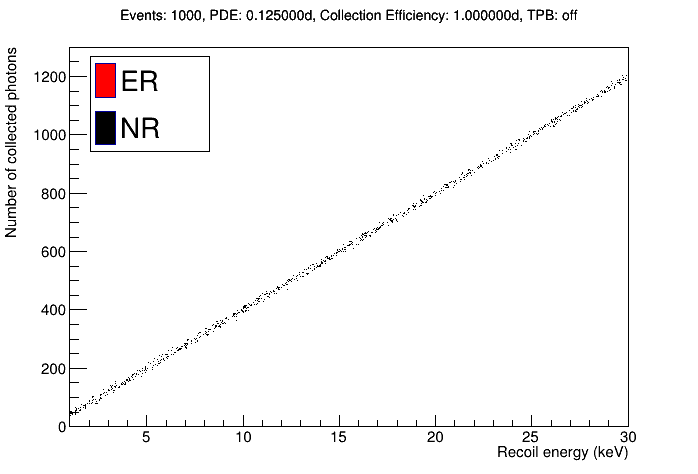 Events: 1000, PDE: 0.125000d, Collection Efficiency: 1.000000d, TPB: off
Number of collected photons
1200
1000
800
600
400
200
0
ER
NR
5
10
15
20
25
30
Recoil energy (keV)